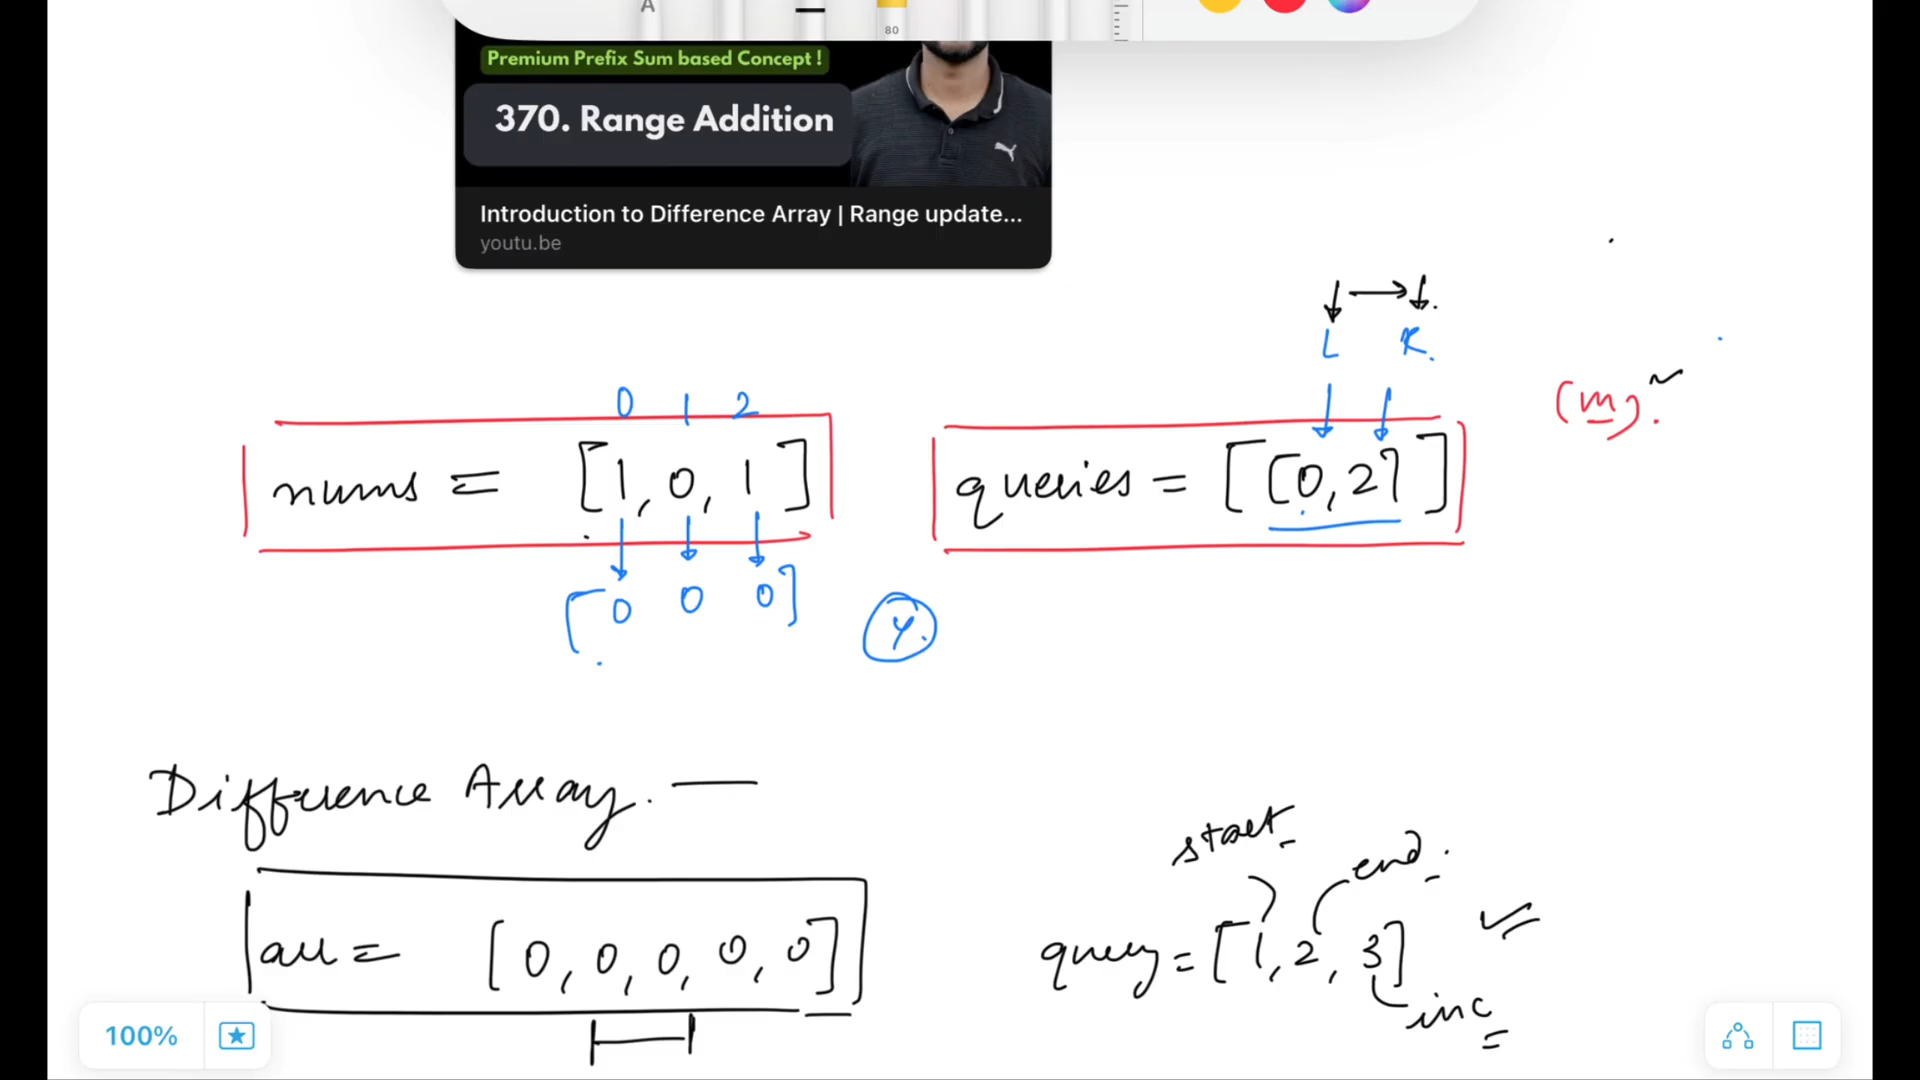 A
80
Premium Prefix Sum based Concept !
370. Range Addition
Introduction to Difference Array | Range update...
youtu.be
L R.
0 1 2
(m).
nums = [1, 0, 1]
queries = [[0,2]]
[0 0 0]
Y.
Difference Array. —
start
end.
arr = [0, 0, 0, 0, 0]
query = [1, 2, 3]
inc
100%